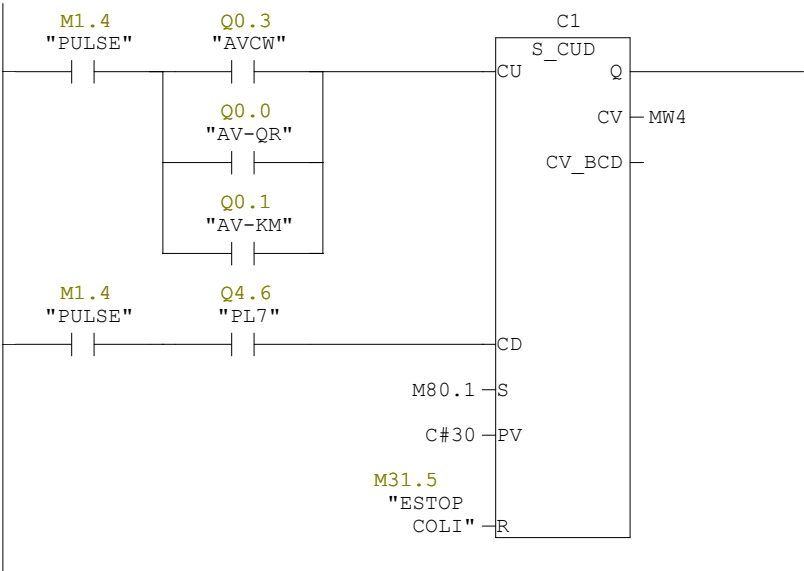 M1.4
"PULSE"
Q0.3
"AVCW"
C1
S_CUD
CU
Q
Q0.0
"AV-QR"
CV
MW4
CV_BCD
Q0.1
"AV-KM"
M1.4
"PULSE"
Q4.6
"PL7"
CD
M80.1
S
C#30
PV
M31.5
"ESTOP
COLI"
R